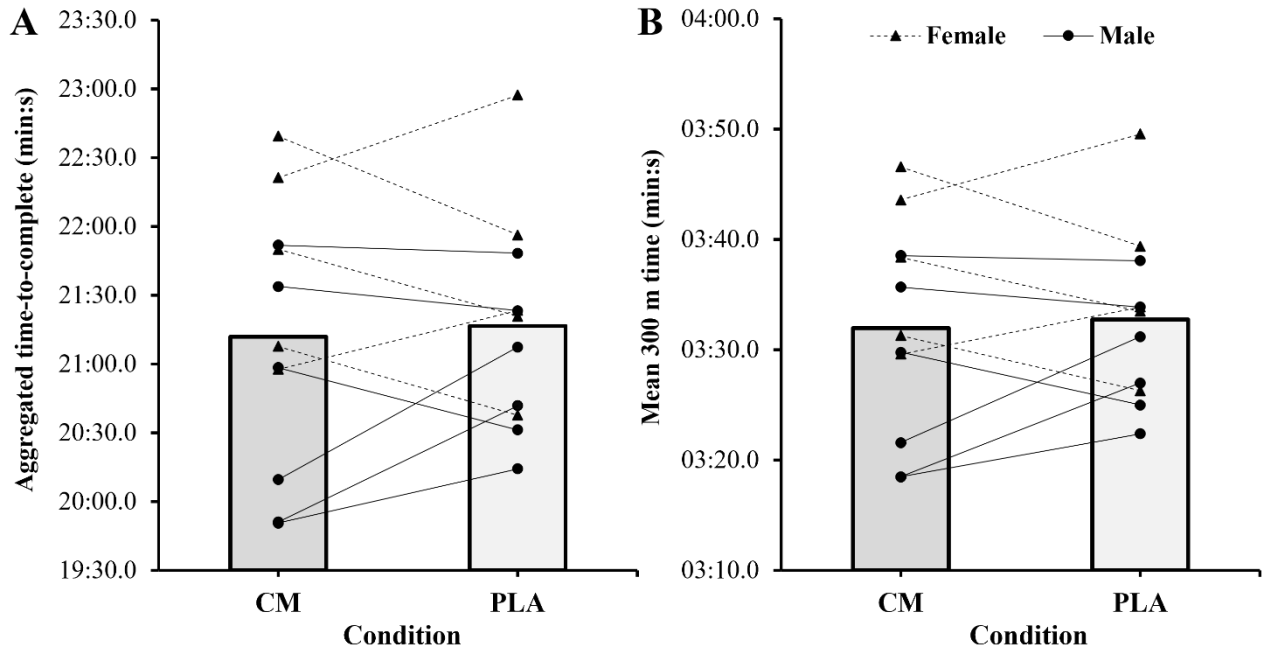 A
Aggregated time-to-complete (min:s)
23:30.0
23:00.0
22:30.0
22:00.0
21:30.0
21:00.0
20:30.0
20:00.0
19:30.0
CM PLA
Condition
B
Female Male
Mean 300 m time (min:s)
04:00.0
03:50.0
03:40.0
03:30.0
03:20.0
03:10.0
CM PLA
Condition